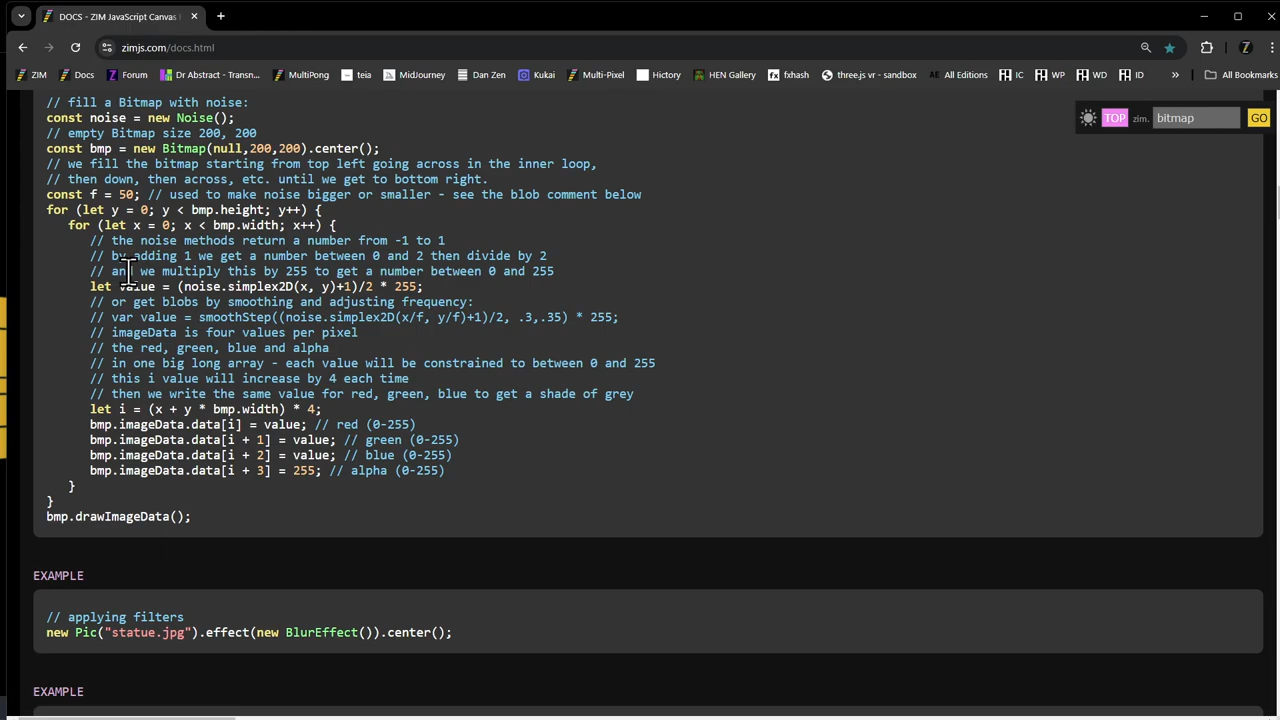 DOCS - ZIM JavaScript Canvas
zimjs.com/docs.html
ZIM
Docs
Forum
Dr Abstract - Transn...
MultiPong
teia
MidJourney
Dan Zen
Kukai
Multi-Pixel
Hictory
HEN Gallery
fxhash
three.js vr - sandbox
AE All Editions
IC
WP
WD
ID
»
All Bookmarks
TOP zim. bitmap GO
// fill a Bitmap with noise:
const noise = new Noise();
// empty Bitmap size 200, 200
const bmp = new Bitmap(null,200,200).center();
// we fill the bitmap starting from top left going across in the inner loop,
// then down, then across, etc. until we get to bottom right.
const f = 50; // used to make noise bigger or smaller - see the blob comment below
for (let y = 0; y < bmp.height; y++) {
for (let x = 0; x < bmp.width; x++) {
// the noise methods return a number from -1 to 1
// by adding 1 we get a number between 0 and 2 then divide by 2
// and we multiply this by 255 to get a number between 0 and 255
let value = (noise.simplex2D(x, y)+1)/2 * 255;
// or get blobs by smoothing and adjusting frequency:
// var value = smoothStep((noise.simplex2D(x/f, y/f)+1)/2, .3,.35) * 255;
// imageData is four values per pixel
// the red, green, blue and alpha
// in one big long array - each value will be constrained to between 0 and 255
// this i value will increase by 4 each time
// then we write the same value for red, green, blue to get a shade of grey
let i = (x + y * bmp.width) * 4;
bmp.imageData.data[i] = value; // red (0-255)
bmp.imageData.data[i + 1] = value; // green (0-255)
bmp.imageData.data[i + 2] = value; // blue (0-255)
bmp.imageData.data[i + 3] = 255; // alpha (0-255)
}
}
bmp.drawImageData();
EXAMPLE
// applying filters
new Pic("statue.jpg").effect(new BlurEffect()).center();
EXAMPLE